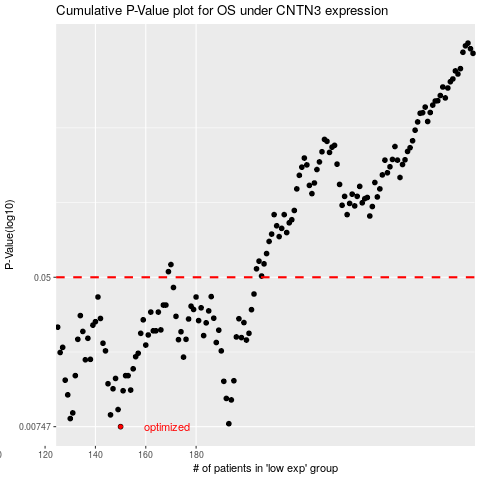 Cumulative P-Value plot for OS under CNTN3 expression
P-Value(log10)
0.05
0.00747
optimized
0 120 140 160 180
# of patients in 'low exp' group